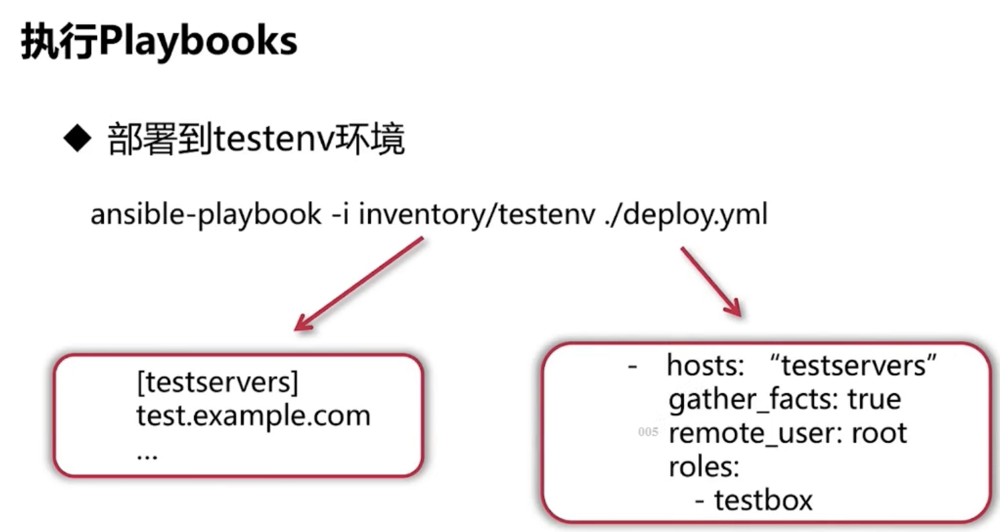 执行Playbooks
◆ 部署到testenv环境
ansible-playbook -i inventory/testenv ./deploy.yml
[testservers]
test.example.com
...
- hosts: “testservers”
gather_facts: true
005
remote_user: root
roles:
- testbox